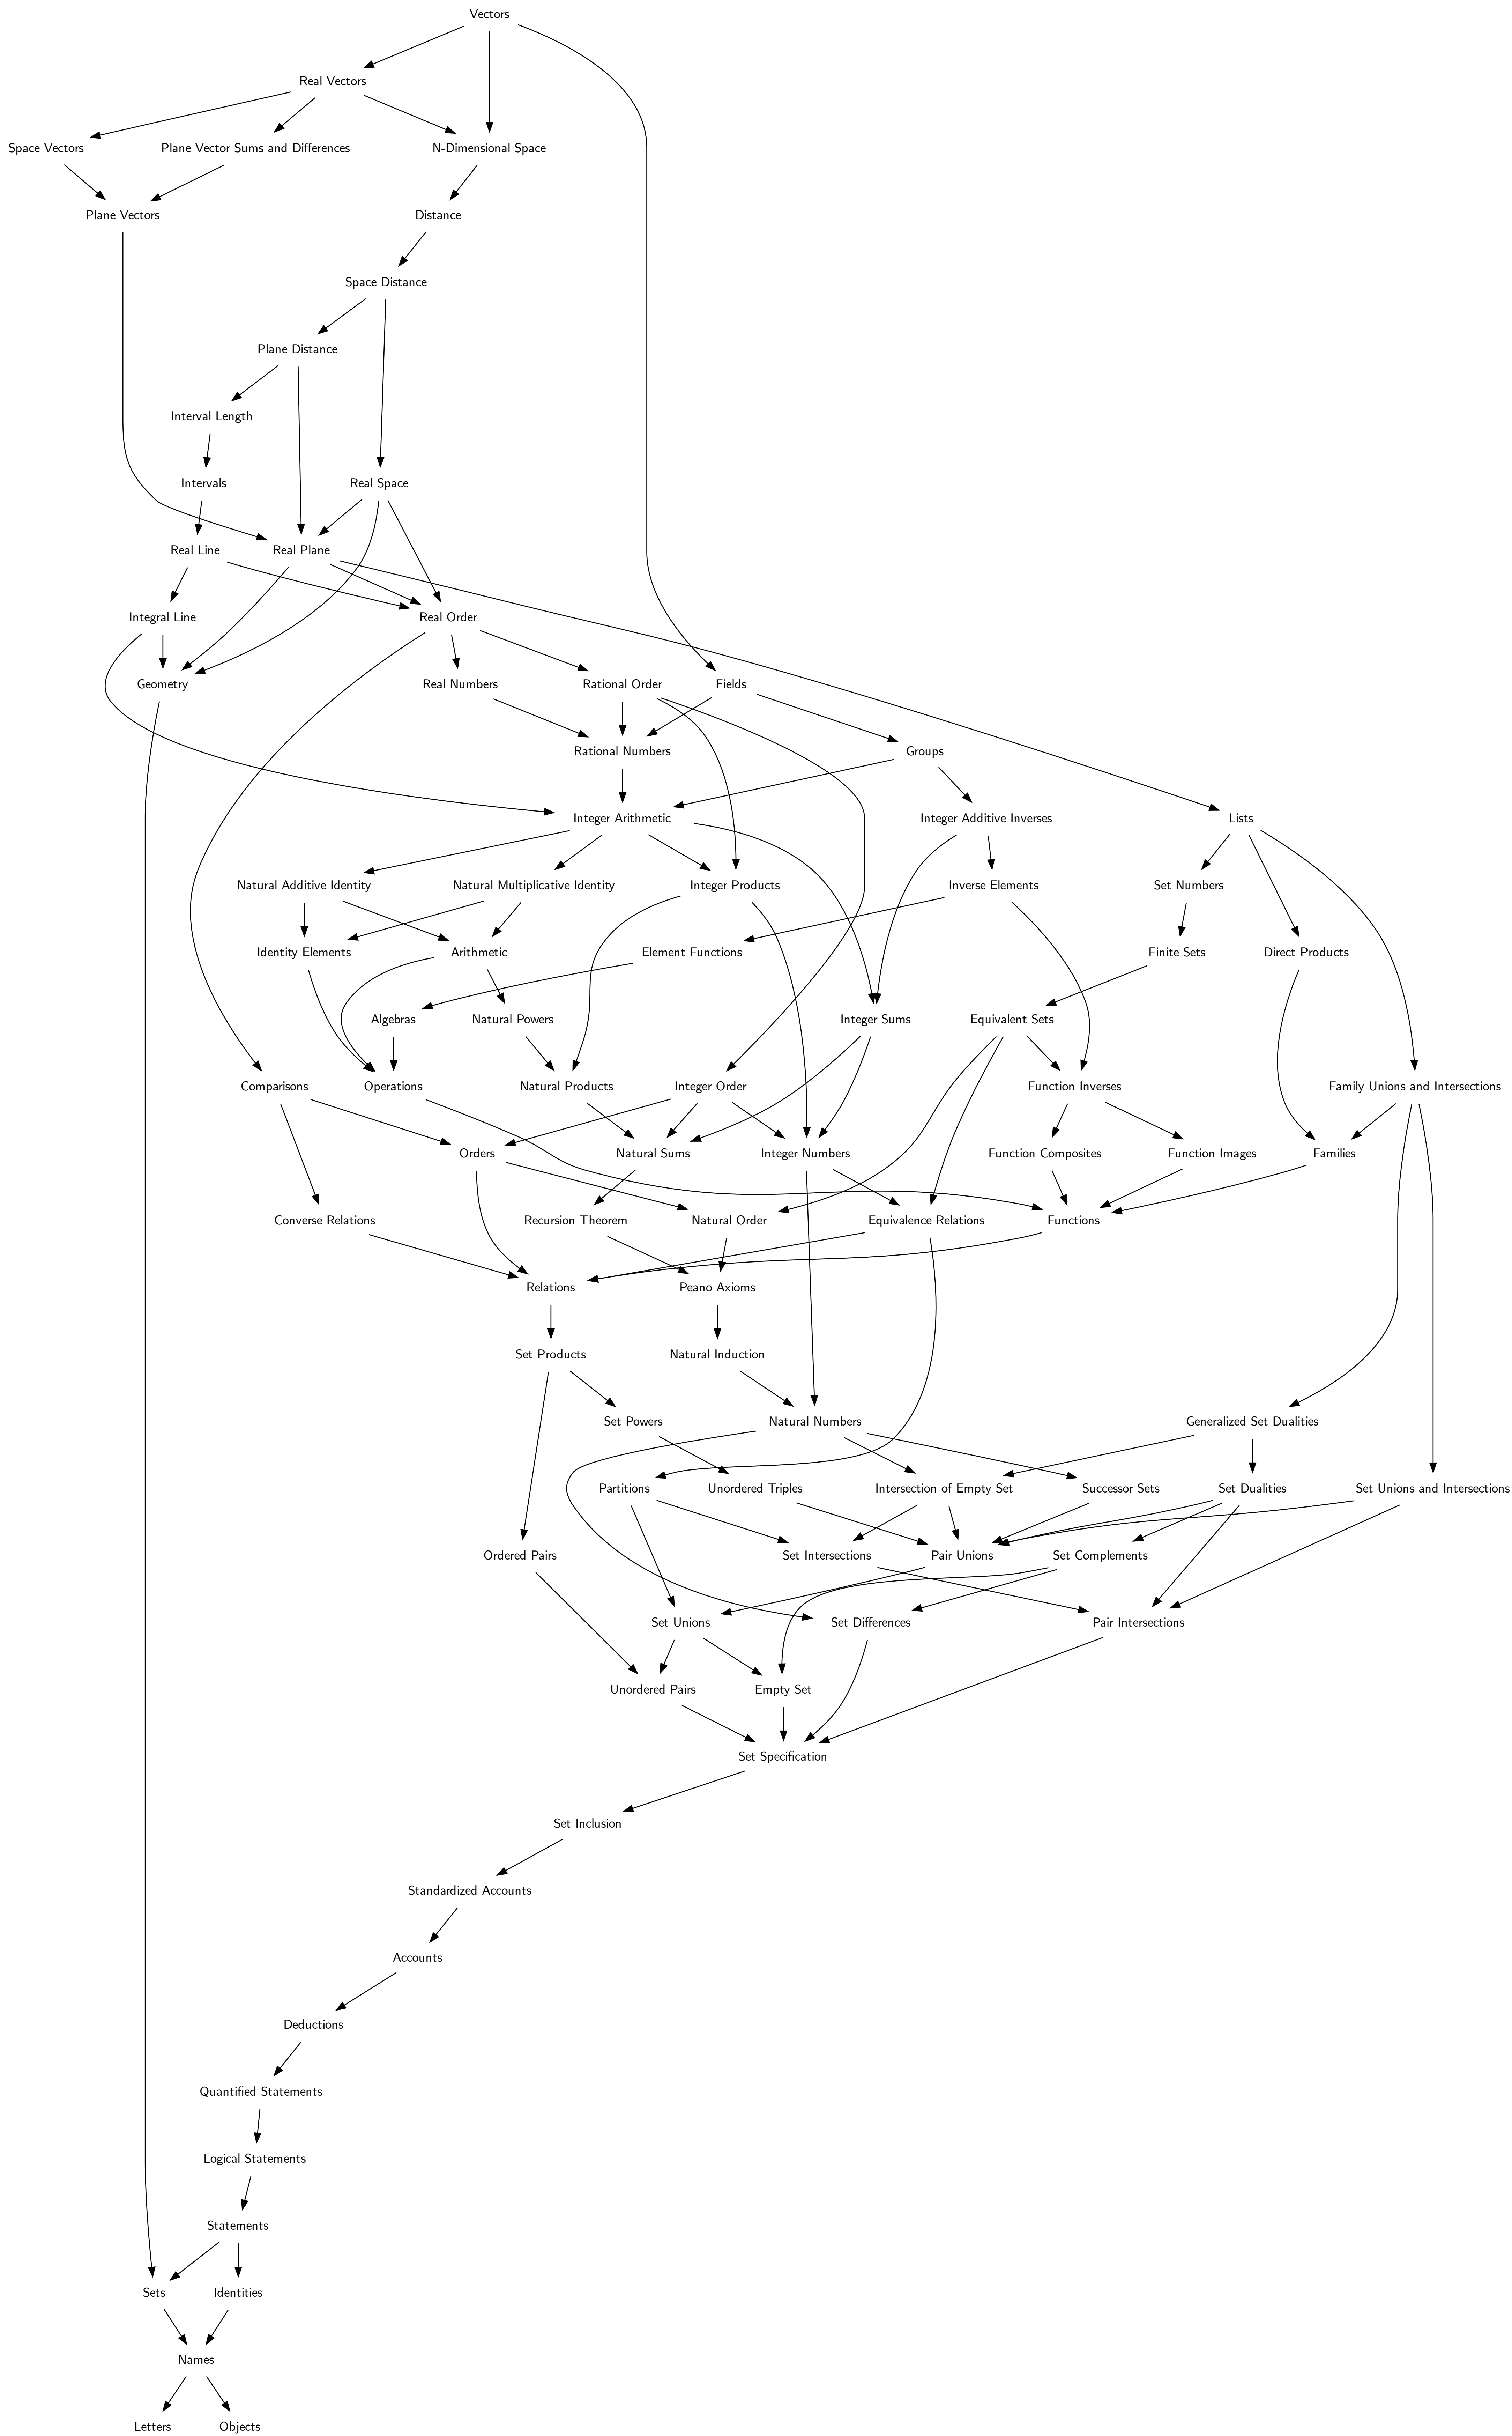 Vectors
Real Vectors
Space Vectors
Plane Vector Sums and Differences
N-Dimensional Space
Plane Vectors
Distance
Space Distance
Plane Distance
Interval Length
Intervals
Real Space
Real Line
Real Plane
Integral Line
Real Order
Geometry
Real Numbers
Rational Order
Fields
Rational Numbers
Groups
Integer Arithmetic
Integer Additive Inverses
Lists
Natural Additive Identity
Natural Multiplicative Identity
Integer Products
Inverse Elements
Set Numbers
Identity Elements
Arithmetic
Element Functions
Finite Sets
Direct Products
Algebras
Natural Powers
Integer Sums
Equivalent Sets
Comparisons
Operations
Natural Products
Integer Order
Function Inverses
Family Unions and Intersections
Orders
Natural Sums
Integer Numbers
Function Composites
Function Images
Families
Converse Relations
Recursion Theorem
Natural Order
Equivalence Relations
Functions
Relations
Peano Axioms
Set Products
Natural Induction
Set Powers
Natural Numbers
Generalized Set Dualities
Partitions
Unordered Triples
Intersection of Empty Set
Successor Sets
Set Dualities
Set Unions and Intersections
Ordered Pairs
Set Intersections
Pair Unions
Set Complements
Set Unions
Set Differences
Pair Intersections
Unordered Pairs
Empty Set
Set Specification
Set Inclusion
Standardized Accounts
Accounts
Deductions
Quantified Statements
Logical Statements
Statements
Sets
Identities
Names
Letters
Objects